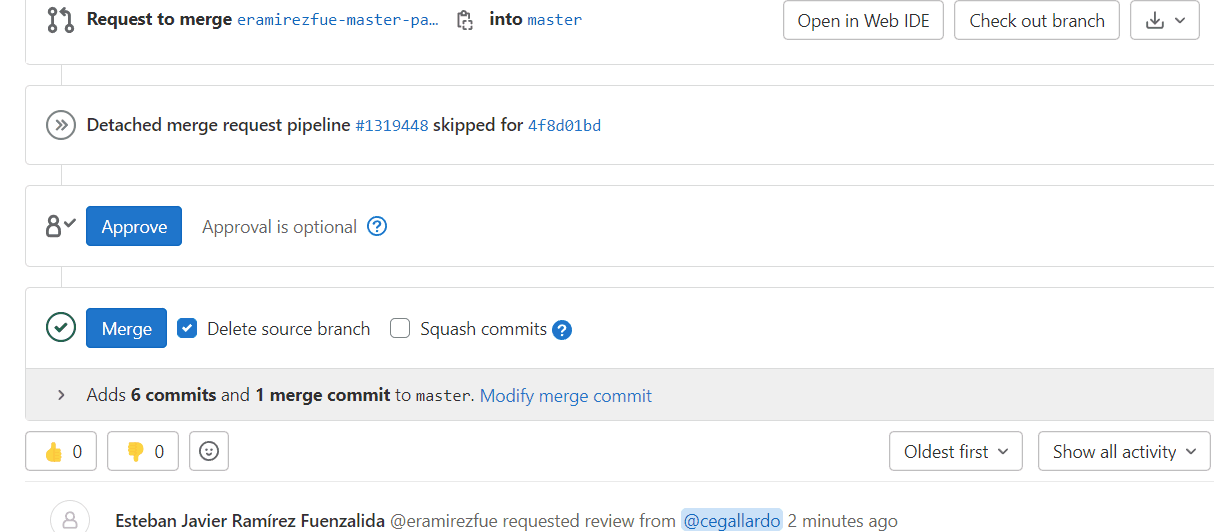 Request to merge eramirezfue-master-pa… into master Open in Web IDE Check out branch
Detached merge request pipeline #1319448 skipped for 4f8d01bd
Approve Approval is optional ?
Merge Delete source branch Squash commits ?
Adds 6 commits and 1 merge commit to master. Modify merge commit
0 0 Oldest first Show all activity
Esteban Javier Ramírez Fuenzalida @eramirezfue requested review from @cegallardo 2 minutes ago